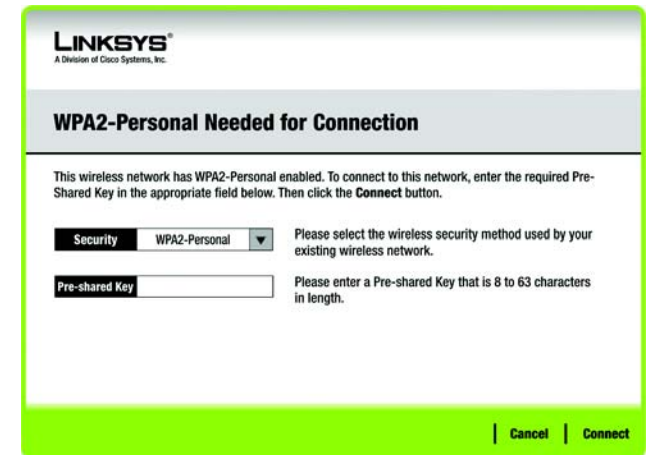 LINKSYS®
A Division of Cisco Systems, Inc.
WPA2-Personal Needed for Connection
This wireless network has WPA2-Personal enabled. To connect to this network, enter the required Pre-
Shared Key in the appropriate field below. Then click the Connect button.
Security WPA2-Personal
Please select the wireless security method used by your
existing wireless network.
Pre-shared Key
Please enter a Pre-shared Key that is 8 to 63 characters
in length.
Cancel Connect